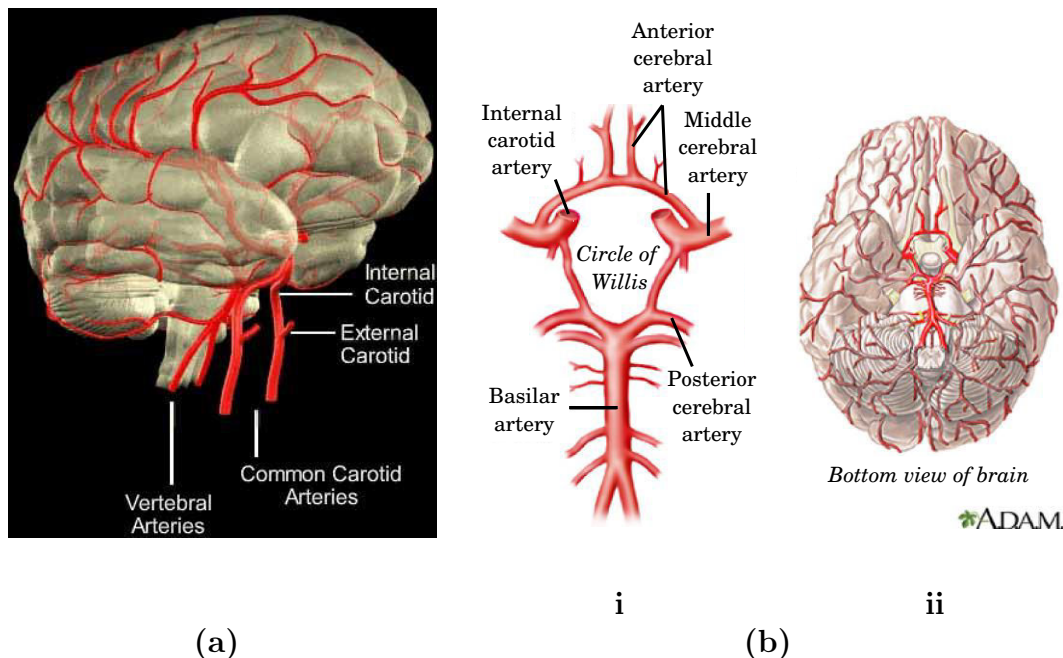 Internal
Carotid
External
Carotid
Common Carotid
Arteries
Vertebral
Arteries
(a)
Anterior
cerebral
artery
Internal
carotid
artery
Middle
cerebral
artery
Circle of
Willis
Basilar
artery
Posterior
cerebral
artery
Bottom view of brain
A.D.A.M.
i
ii
(b)